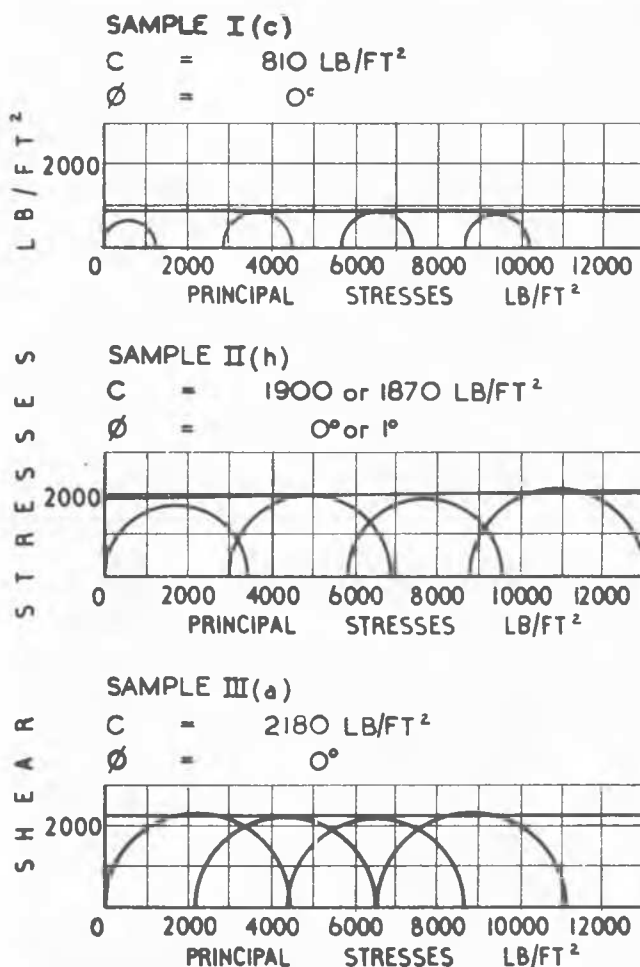 SHEAR STRESSES LB/FT²
SAMPLE I(c)
C = 810 LB/FT²
Ø = 0°
2000
0 2000 4000 6000 8000 10000 12000
PRINCIPAL STRESSES LB/FT²
SAMPLE II(h)
C = 1900 or 1870 LB/FT²
Ø = 0° or 1°
2000
0 2000 4000 6000 8000 10000 12000
PRINCIPAL STRESSES LB/FT²
SAMPLE III(a)
C = 2180 LB/FT²
Ø = 0°
2000
0 2000 4000 6000 8000 10000 12000
PRINCIPAL STRESSES LB/FT²